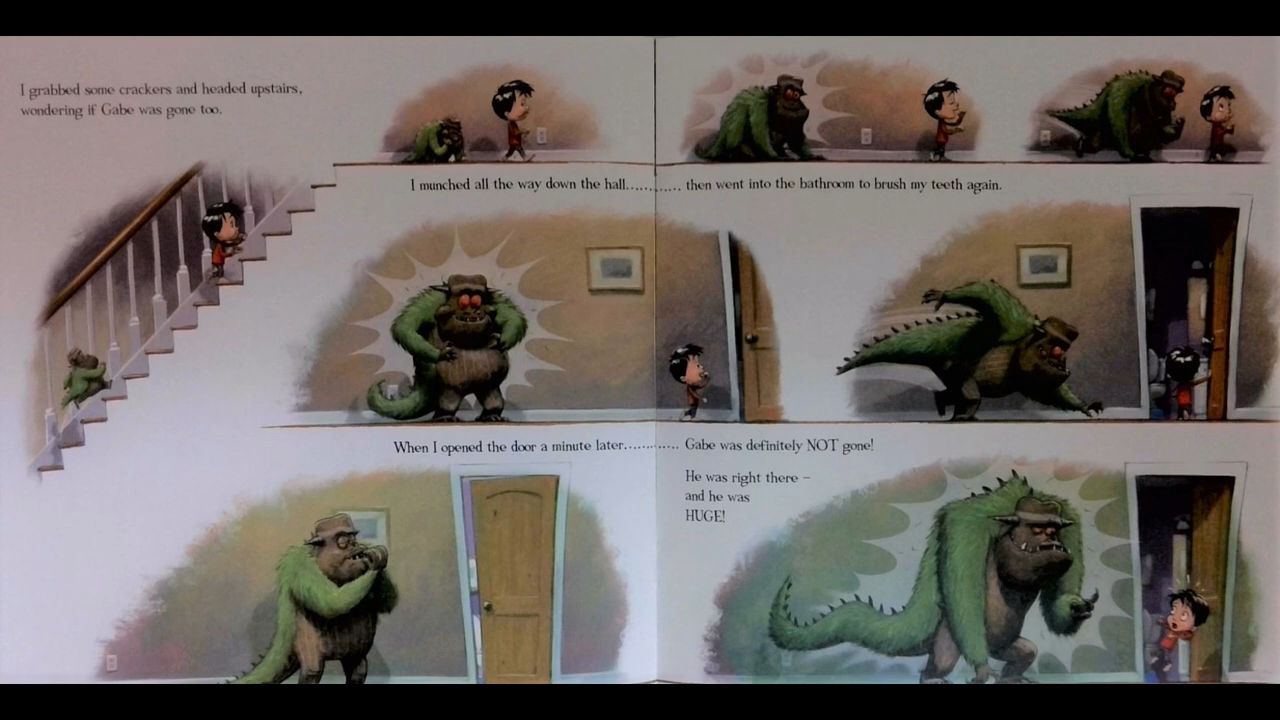 I grabbed some crackers and headed upstairs,
wondering if Gabe was gone too.
I munched all the way down the hall............ then went into the bathroom to brush my teeth again.
When I opened the door a minute later............ Gabe was definitely NOT gone!
He was right there –
and he was
HUGE!